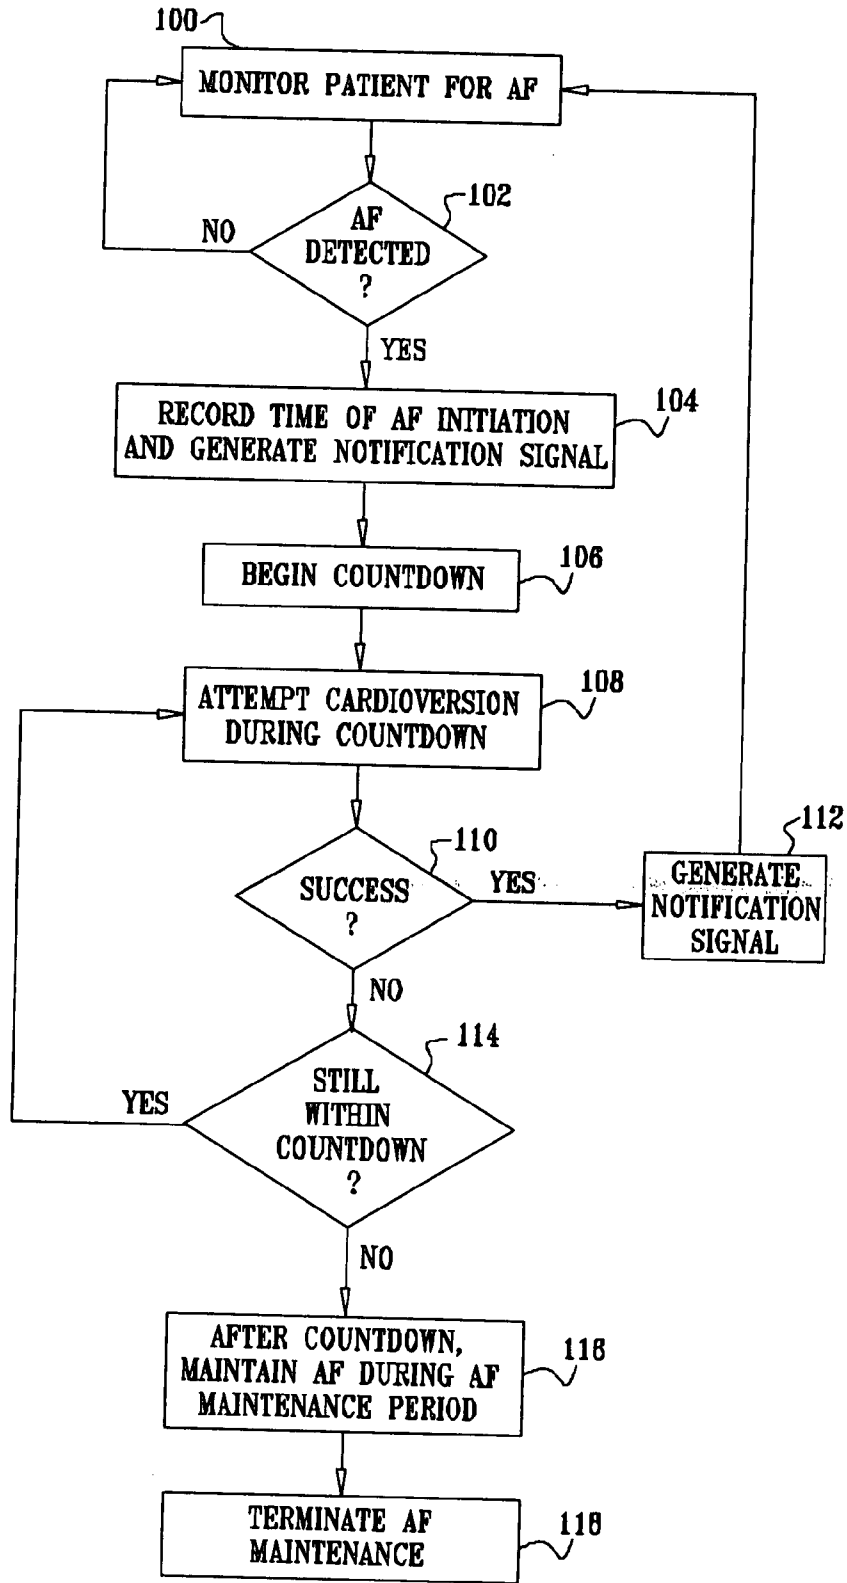 100
MONITOR PATIENT FOR AF
102
AF
DETECTED
?
NO
YES
RECORD TIME OF AF INITIATION
AND GENERATE NOTIFICATION SIGNAL
104
BEGIN COUNTDOWN
106
ATTEMPT CARDIOVERSION
DURING COUNTDOWN
108
110
SUCCESS
?
YES
112
GENERATE
NOTIFICATION
SIGNAL
NO
114
STILL
WITHIN
COUNTDOWN
?
YES
NO
AFTER COUNTDOWN,
MAINTAIN AF DURING AF
MAINTENANCE PERIOD
116
TERMINATE AF
MAINTENANCE
118